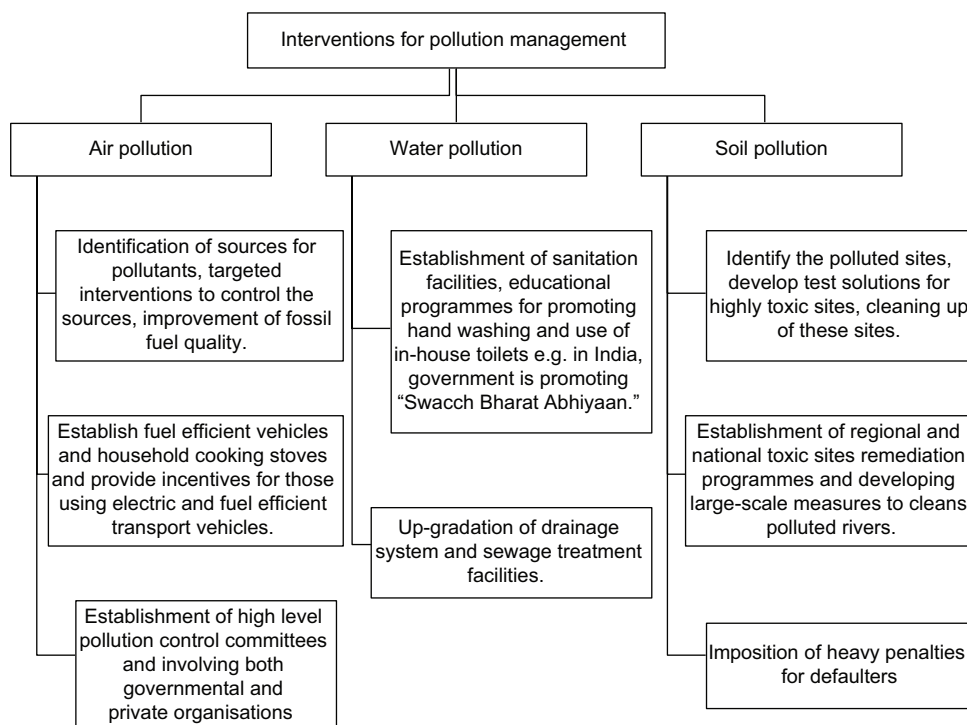 Interventions for pollution management
Air pollution
Water pollution
Soil pollution
Identification of sources for
pollutants, targeted
interventions to control the
sources, improvement of fossil
fuel quality.
Establish fuel efficient vehicles
and household cooking stoves
and provide incentives for those
using electric and fuel efficient
transport vehicles.
Establishment of high level
pollution control committees
and involving both
governmental and
private organisations
Establishment of sanitation
facilities, educational
programmes for promoting
hand washing and use of
in-house toilets e.g. in India,
government is promoting
“Swacch Bharat Abhiyaan.”
Up-gradation of drainage
system and sewage treatment
facilities.
Identify the polluted sites,
develop test solutions for
highly toxic sites, cleaning up
of these sites.
Establishment of regional and
national toxic sites remediation
programmes and developing
large-scale measures to cleans
polluted rivers.
Imposition of heavy penalties
for defaulters